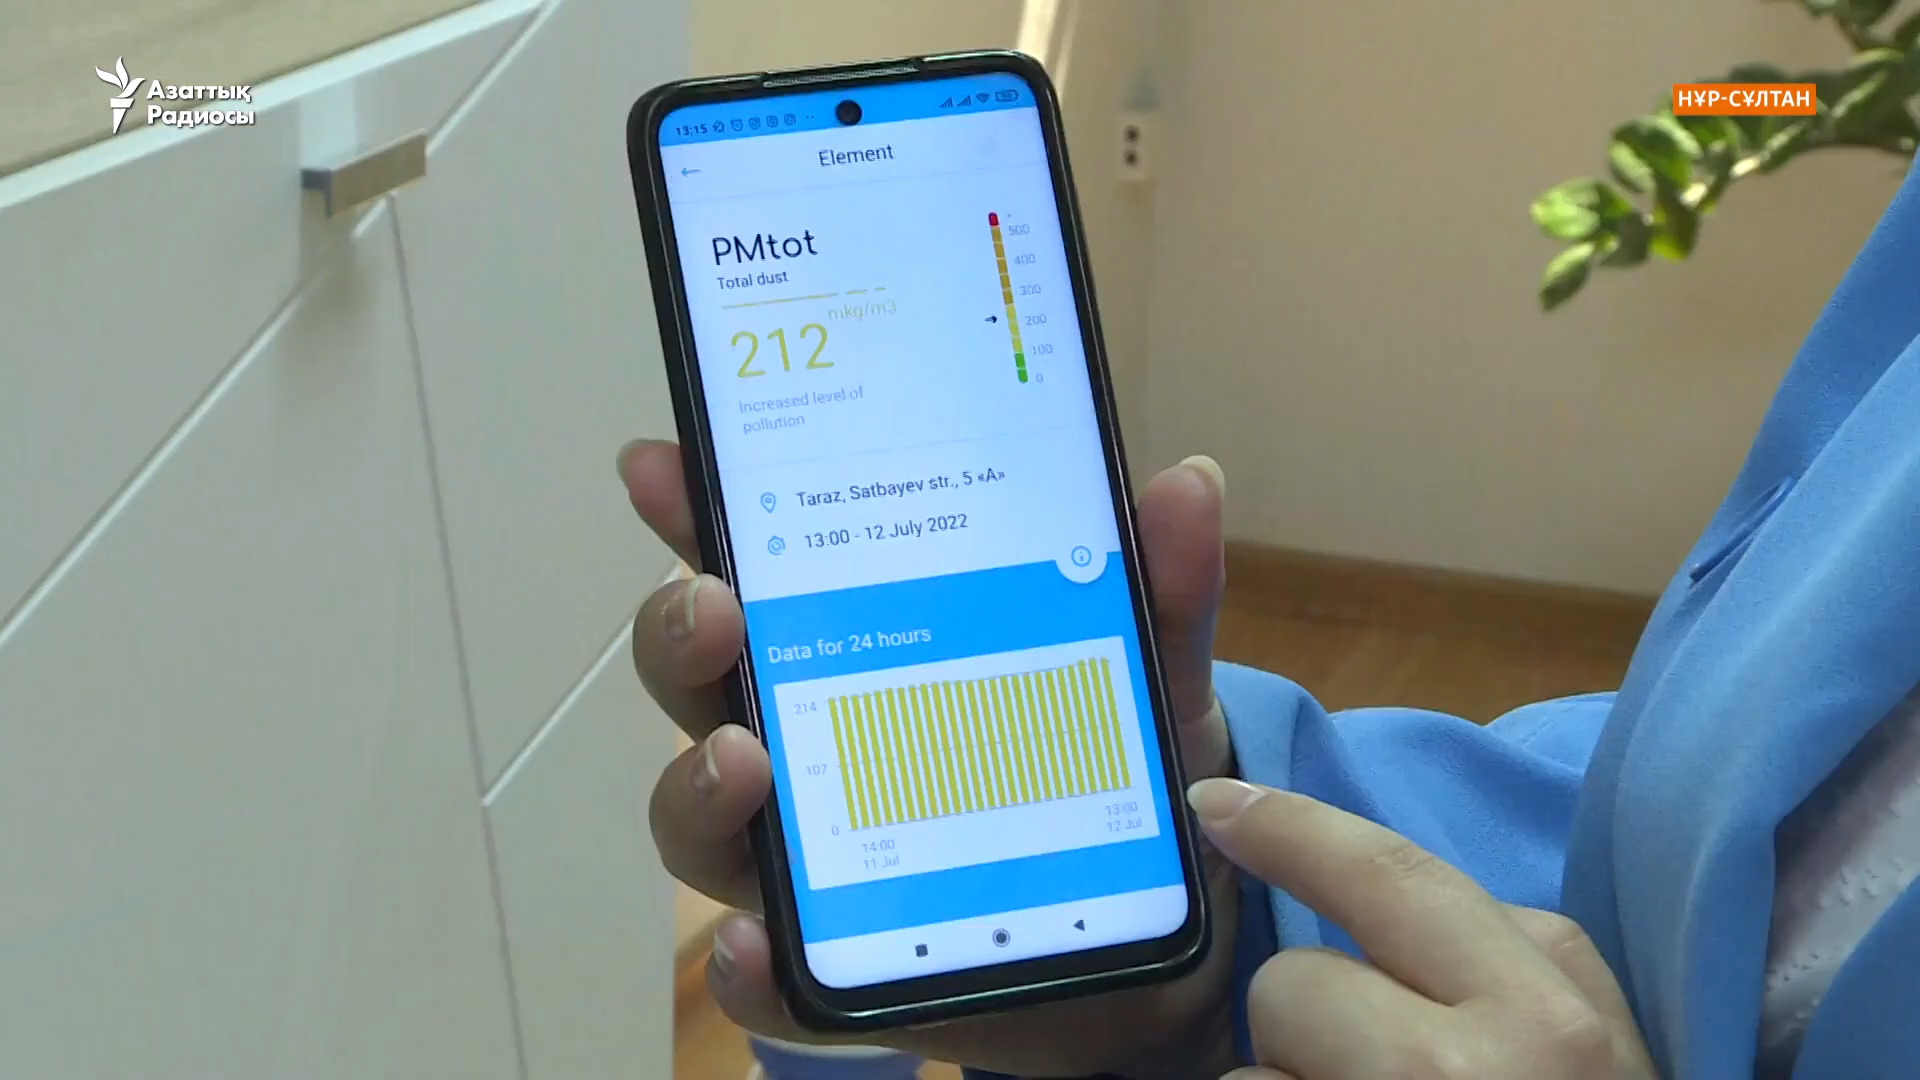 Азаттық
Радиосы
НҰР-СҰЛТАН
13:15
Element
PMtot
Total dust
mkg/m3
212
Increased level of
pollution
500
400
300
200
100
0
Taraz, Satbayev str., 5 «A»
13:00 - 12 July 2022
Data for 24 hours
214
107
0
14:00
11 Jul
13:00
12 Jul